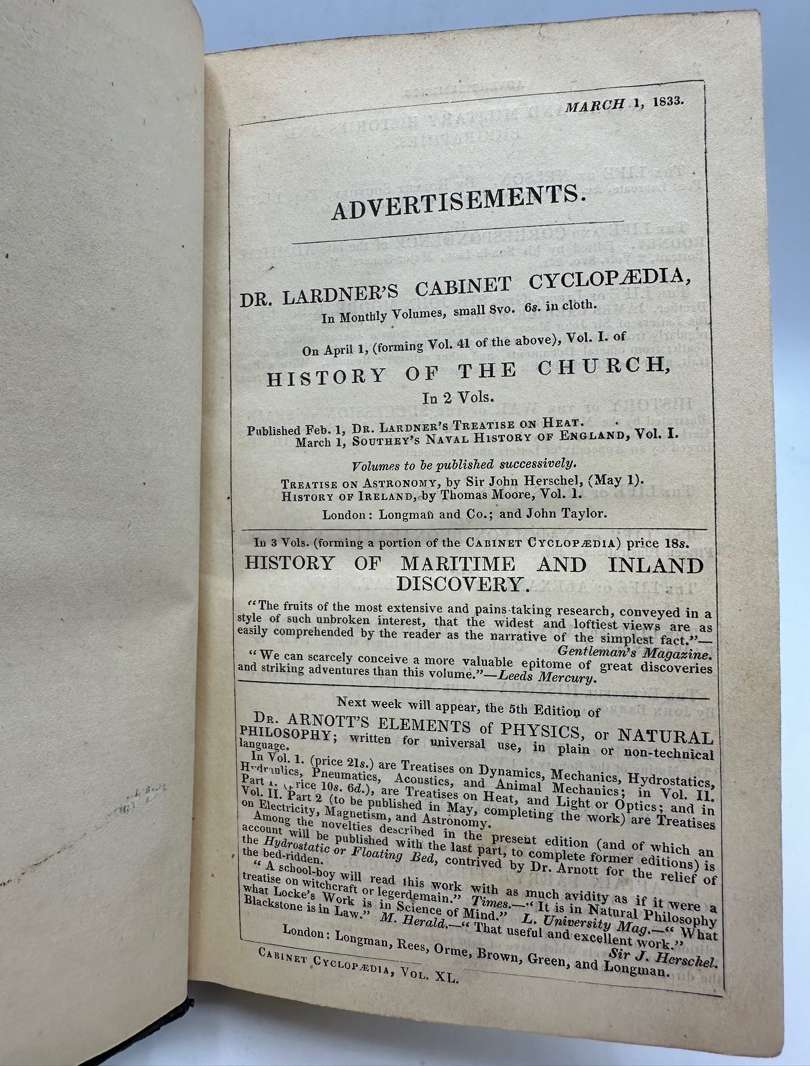 MARCH 1, 1833.
ADVERTISEMENTS.
DR. LARDNER'S CABINET CYCLOPÆDIA,
In Monthly Volumes, small 8vo. 6s. in cloth.
On April 1, (forming Vol. 41 of the above), Vol. I. of
HISTORY OF THE CHURCH,
In 2 Vols.
Published Feb. 1, DR. LARDNER'S TREATISE ON HEAT.
March 1, SOUTHEY'S NAVAL HISTORY OF ENGLAND, Vol. I.
Volumes to be published successively.
TREATISE ON ASTRONOMY, by Sir John Herschel, (May 1).
HISTORY OF IRELAND, by Thomas Moore, Vol. 1.
London: Longman and Co.; and John Taylor.
In 3 Vols. (forming a portion of the CABINET CYCLOPÆDIA) price 18s.
HISTORY OF MARITIME AND INLAND
DISCOVERY.
"The fruits of the most extensive and pains-taking research, conveyed in a
style of such unbroken interest, that the widest and loftiest views are as
easily comprehended by the reader as the narrative of the simplest fact."—
Gentleman's Magazine.
"We can scarcely conceive a more valuable epitome of great discoveries
and striking adventures than this volume."—Leeds Mercury.
Next week will appear, the 5th Edition of
DR. ARNOTT'S ELEMENTS of PHYSICS, or NATURAL
PHILOSOPHY; written for universal use, in plain or non-technical
language.
In Vol. 1. (price 21s.) are Treatises on Dynamics, Mechanics, Hydrostatics,
Hydraulics, Pneumatics, Acoustics, and Animal Mechanics; in Vol. II.
Part 1. (price 10s. 6d.), are Treatises on Heat, and Light or Optics; and in
Vol. II. Part 2 (to be published in May, completing the work) are Treatises
on Electricity, Magnetism, and Astronomy.
Among the novelties described in the present edition (and of which an
account will be published with the last part, to complete former editions) is
the Hydrostatic or Floating Bed, contrived by Dr. Arnott for the relief of
the bed-ridden.
"A school-boy will read this work with as much avidity as if it were a
treatise on witchcraft or legerdemain." Times.—"It is in Natural Philosophy
what Locke's Work is in Science of Mind." L. University Mag.—"What
Blackstone is in Law." M. Herald.—"That useful and excellent work."
Sir J. Herschel.
London: Longman, Rees, Orme, Brown, Green, and Longman.
CABINET CYCLOPÆDIA, VOL. XL.